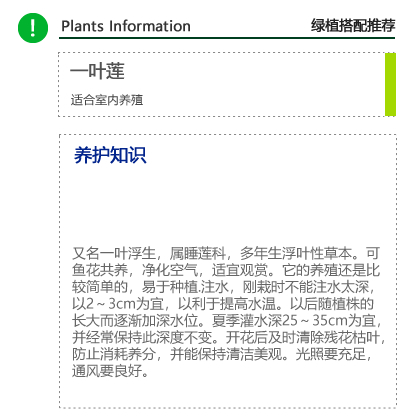 ! Plants Information 绿植搭配推荐
一叶莲
适合室内养殖
养护知识
又名一叶浮生，属睡莲科，多年生浮叶性草本。可
鱼花共养，净化空气，适宜观赏。它的养殖还是比
较简单的，易于种植.注水，刚栽时不能注水太深，
以2～3cm为宜，以利于提高水温。以后随植株的
长大而逐渐加深水位。夏季灌水深25～35cm为宜，
并经常保持此深度不变。开花后及时清除残花枯叶，
防止消耗养分，并能保持清洁美观。光照要充足，
通风要良好。